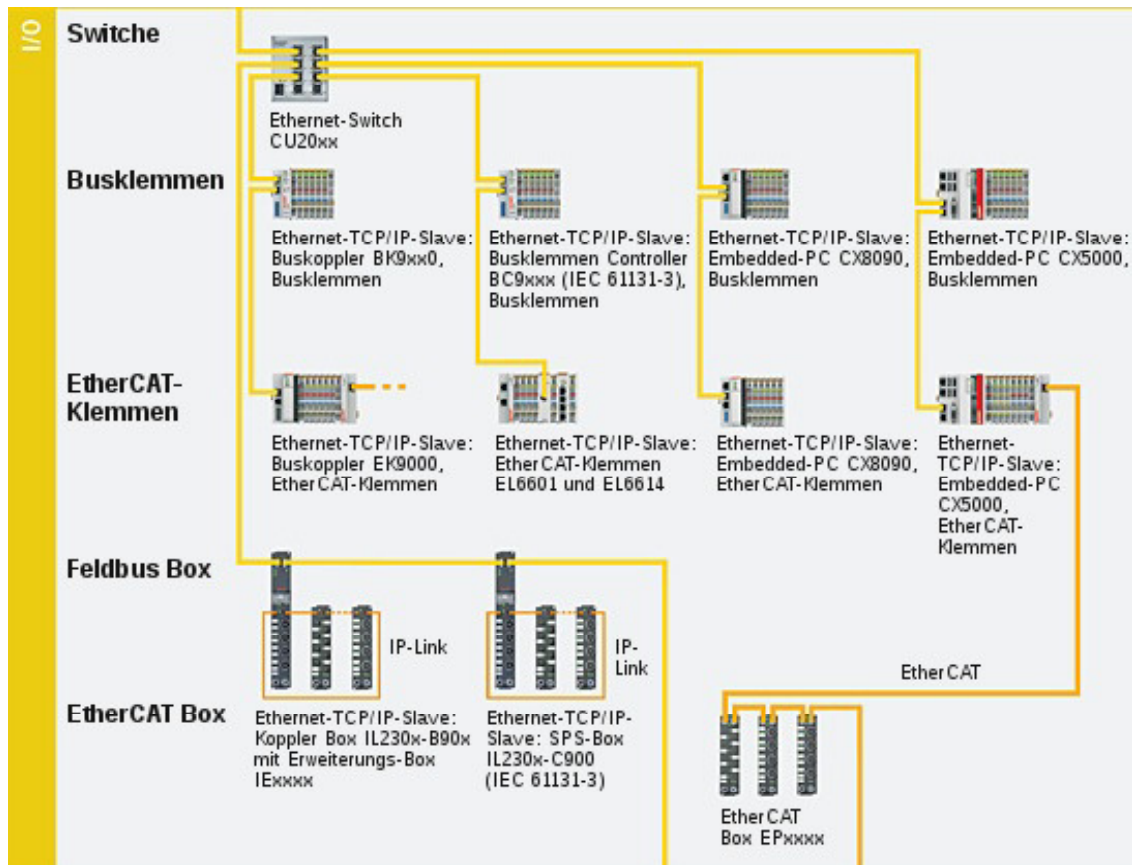 I/O
Switche
Ethernet-Switch
CU20xx
Busklemmen
Ethernet-TCP/IP-Slave:
Buskoppler BK9xx0,
Busklemmen
Ethernet-TCP/IP-Slave:
Busklemmen Controller
BC9xxx (IEC 61131-3),
Busklemmen
Ethernet-TCP/IP-Slave:
Embedded-PC CX8090,
Busklemmen
Ethernet-TCP/IP-Slave:
Embedded-PC CX5000,
Busklemmen
EtherCAT-
Klemmen
Ethernet-TCP/IP-Slave:
Buskoppler EK9000,
EtherCAT-Klemmen
Ethernet-TCP/IP-Slave:
EtherCAT-Klemmen
EL6601 und EL6614
Ethernet-TCP/IP-Slave:
Embedded-PC CX8090,
EtherCAT-Klemmen
Ethernet-
TCP/IP-Slave:
Embedded-PC
CX5000,
EtherCAT-
Klemmen
Feldbus Box
IP-Link
IP-
Link
EtherCAT
EtherCAT Box
Ethernet-TCP/IP-Slave:
Koppler Box IL230x-B90x
mit Erweiterungs-Box
IExxxx
Ethernet-TCP/IP-
Slave: SPS-Box
IL230x-C900
(IEC 61131-3)
EtherCAT
Box EPxxxx